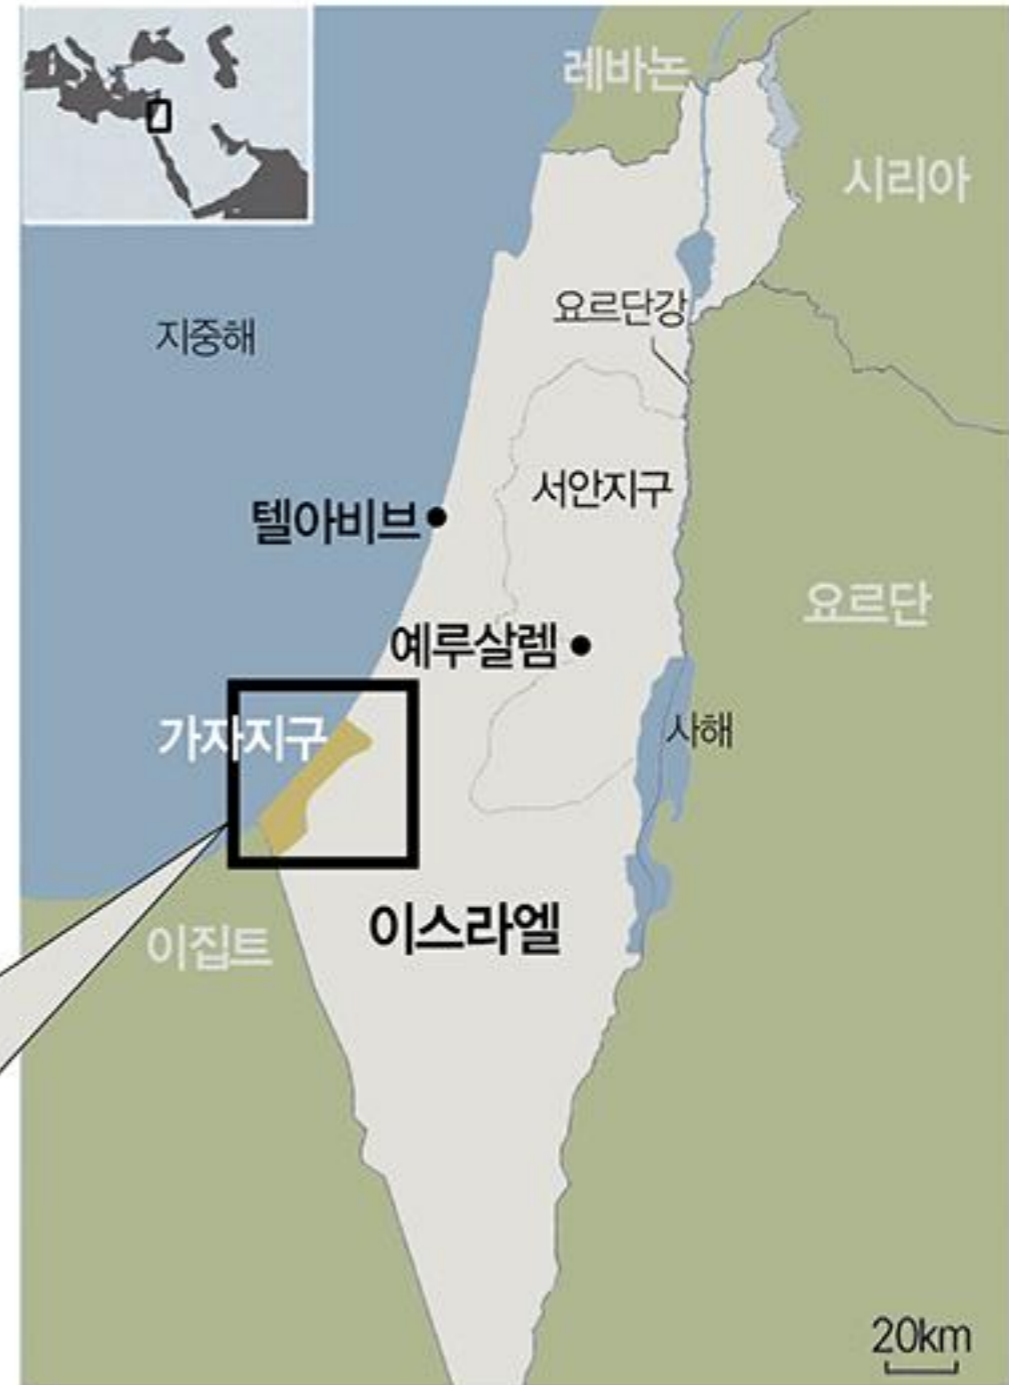 레바논
시리아
요르단강
지중해
서안지구
텔아비브
요르단
예루살렘
가자지구
사해
이스라엘
이집트
20km